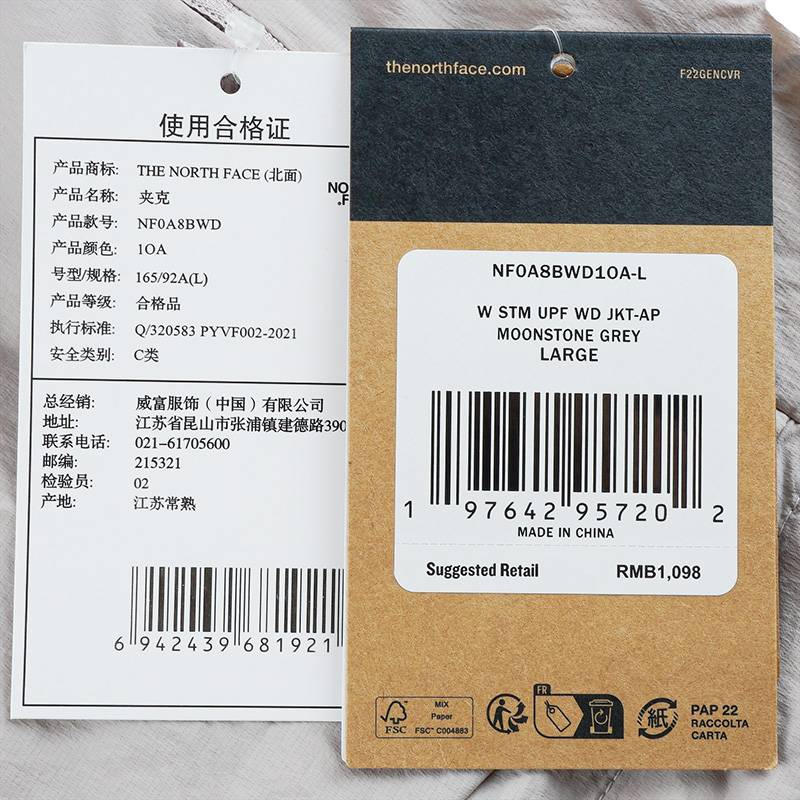 使用合格证
产品商标: THE NORTH FACE (北面)
产品名称: 夹克
产品款号: NF0A8BWD
产品颜色: 1OA
号型/规格: 165/92A(L)
产品等级: 合格品
执行标准: Q/320583 PYVF002-2021
安全类别: C类
NO
.F
总经销: 威富服饰（中国）有限公司
地址: 江苏省昆山市张浦镇建德路390
联系电话: 021-61705600
邮编: 215321
检验员: 02
产地: 江苏常熟
6 942439 681921
thenorthface.com
F22GENCVR
NF0A8BWD1OA-L
W STM UPF WD JKT-AP
MOONSTONE GREY
LARGE
1 97642 95720 2
MADE IN CHINA
Suggested Retail RMB1,098
FSC
MIX
Paper
FSC™ C004883
FR
紙
PAP 22
RACCOLTA
CARTA